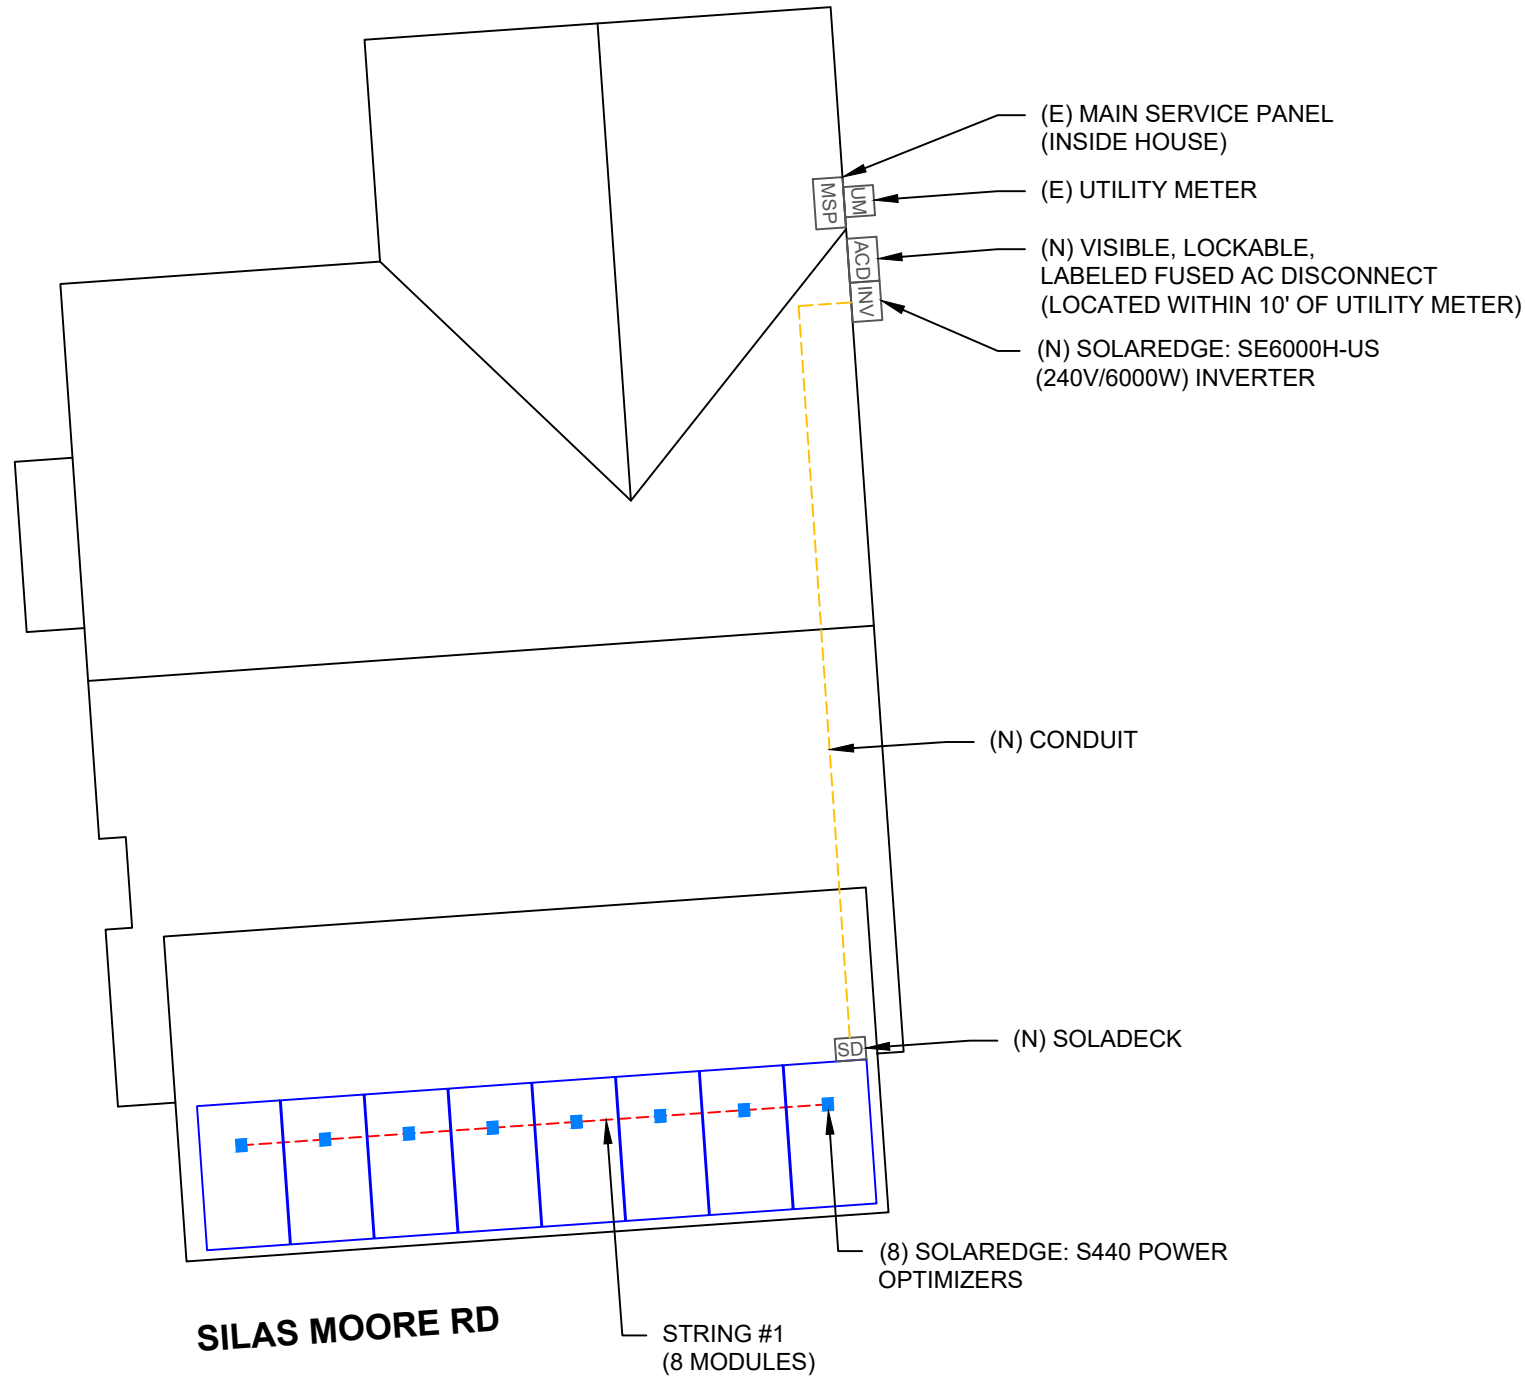 (E) MAIN SERVICE PANEL
(INSIDE HOUSE)
MSP
UM
(E) UTILITY METER
ACD
(N) VISIBLE, LOCKABLE,
LABELED FUSED AC DISCONNECT
(LOCATED WITHIN 10' OF UTILITY METER)
INV
(N) SOLAREDGE: SE6000H-US
(240V/6000W) INVERTER
(N) CONDUIT
SD
(N) SOLADECK
(8) SOLAREDGE: S440 POWER
OPTIMIZERS
SILAS MOORE RD
STRING #1
(8 MODULES)